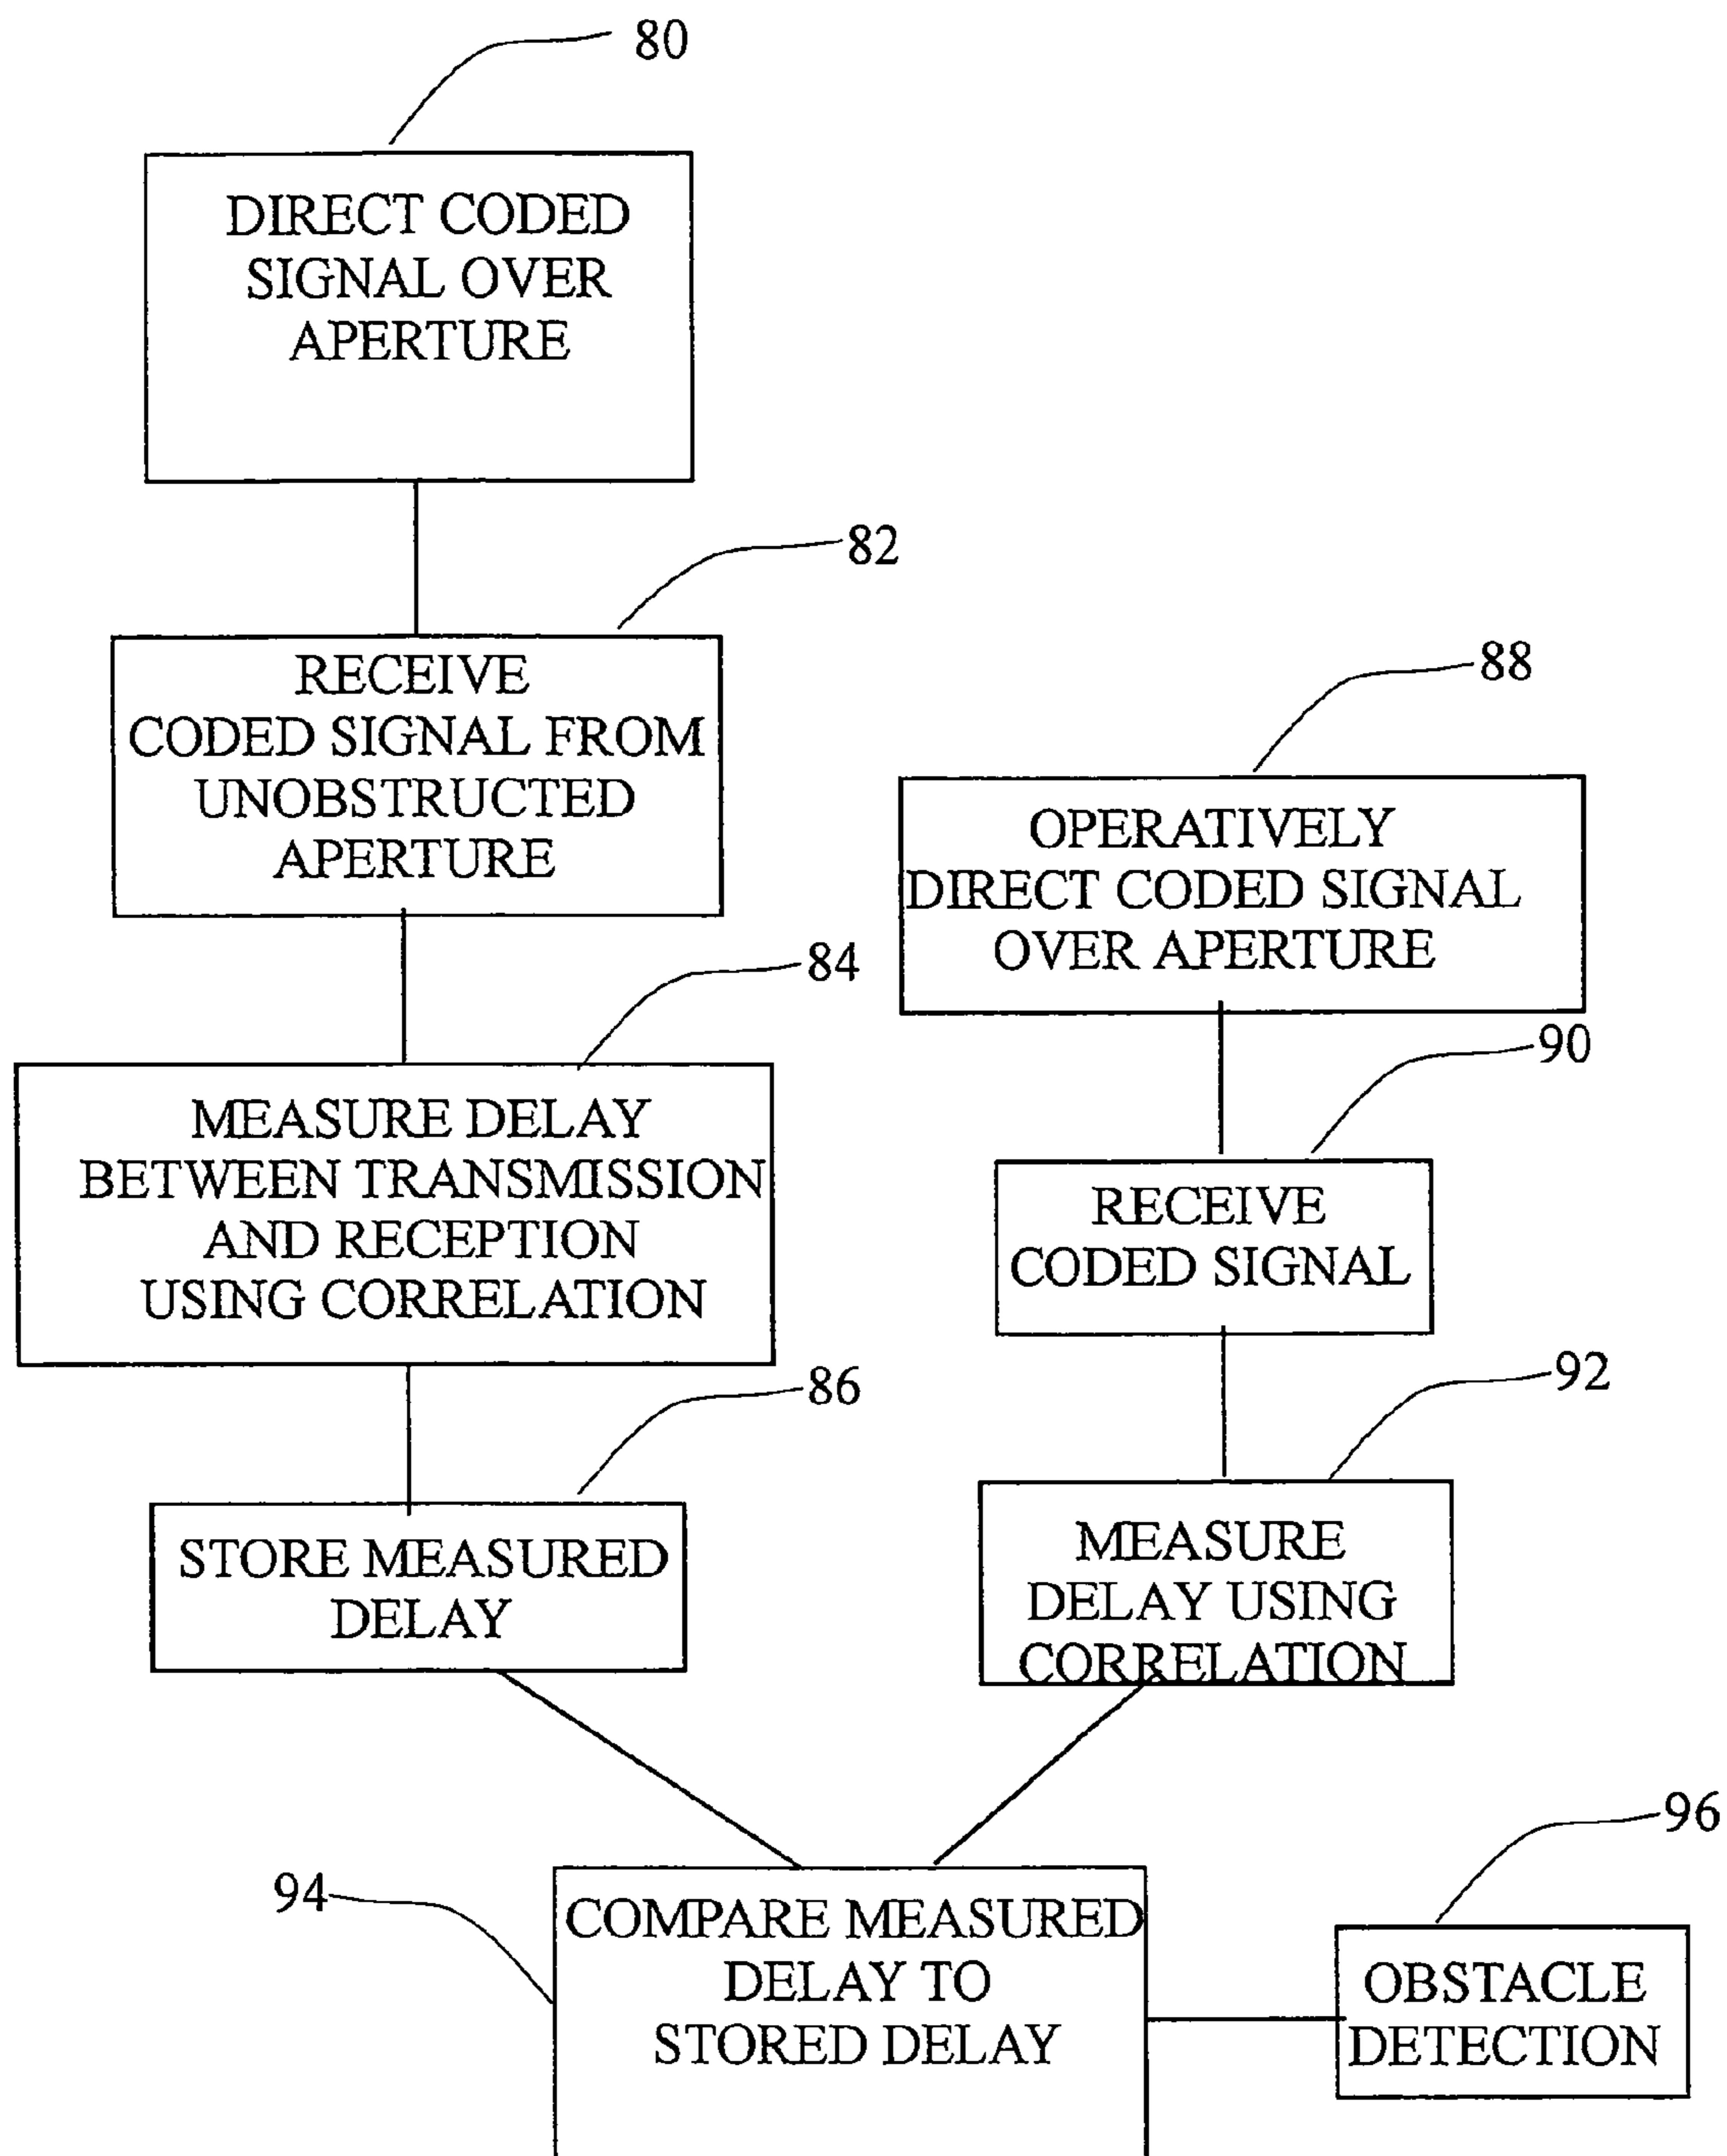 80
DIRECT CODED
SIGNAL OVER
APERTURE
82
RECEIVE
CODED SIGNAL FROM
UNOBSTRUCTED
APERTURE
84
MEASURE DELAY
BETWEEN TRANSMISSION
AND RECEPTION
USING CORRELATION
86
STORE MEASURED
DELAY
88
OPERATIVELY
DIRECT CODED SIGNAL
OVER APERTURE
90
RECEIVE
CODED SIGNAL
92
MEASURE
DELAY USING
CORRELATION
94
COMPARE MEASURED
DELAY TO
STORED DELAY
96
OBSTACLE
DETECTION